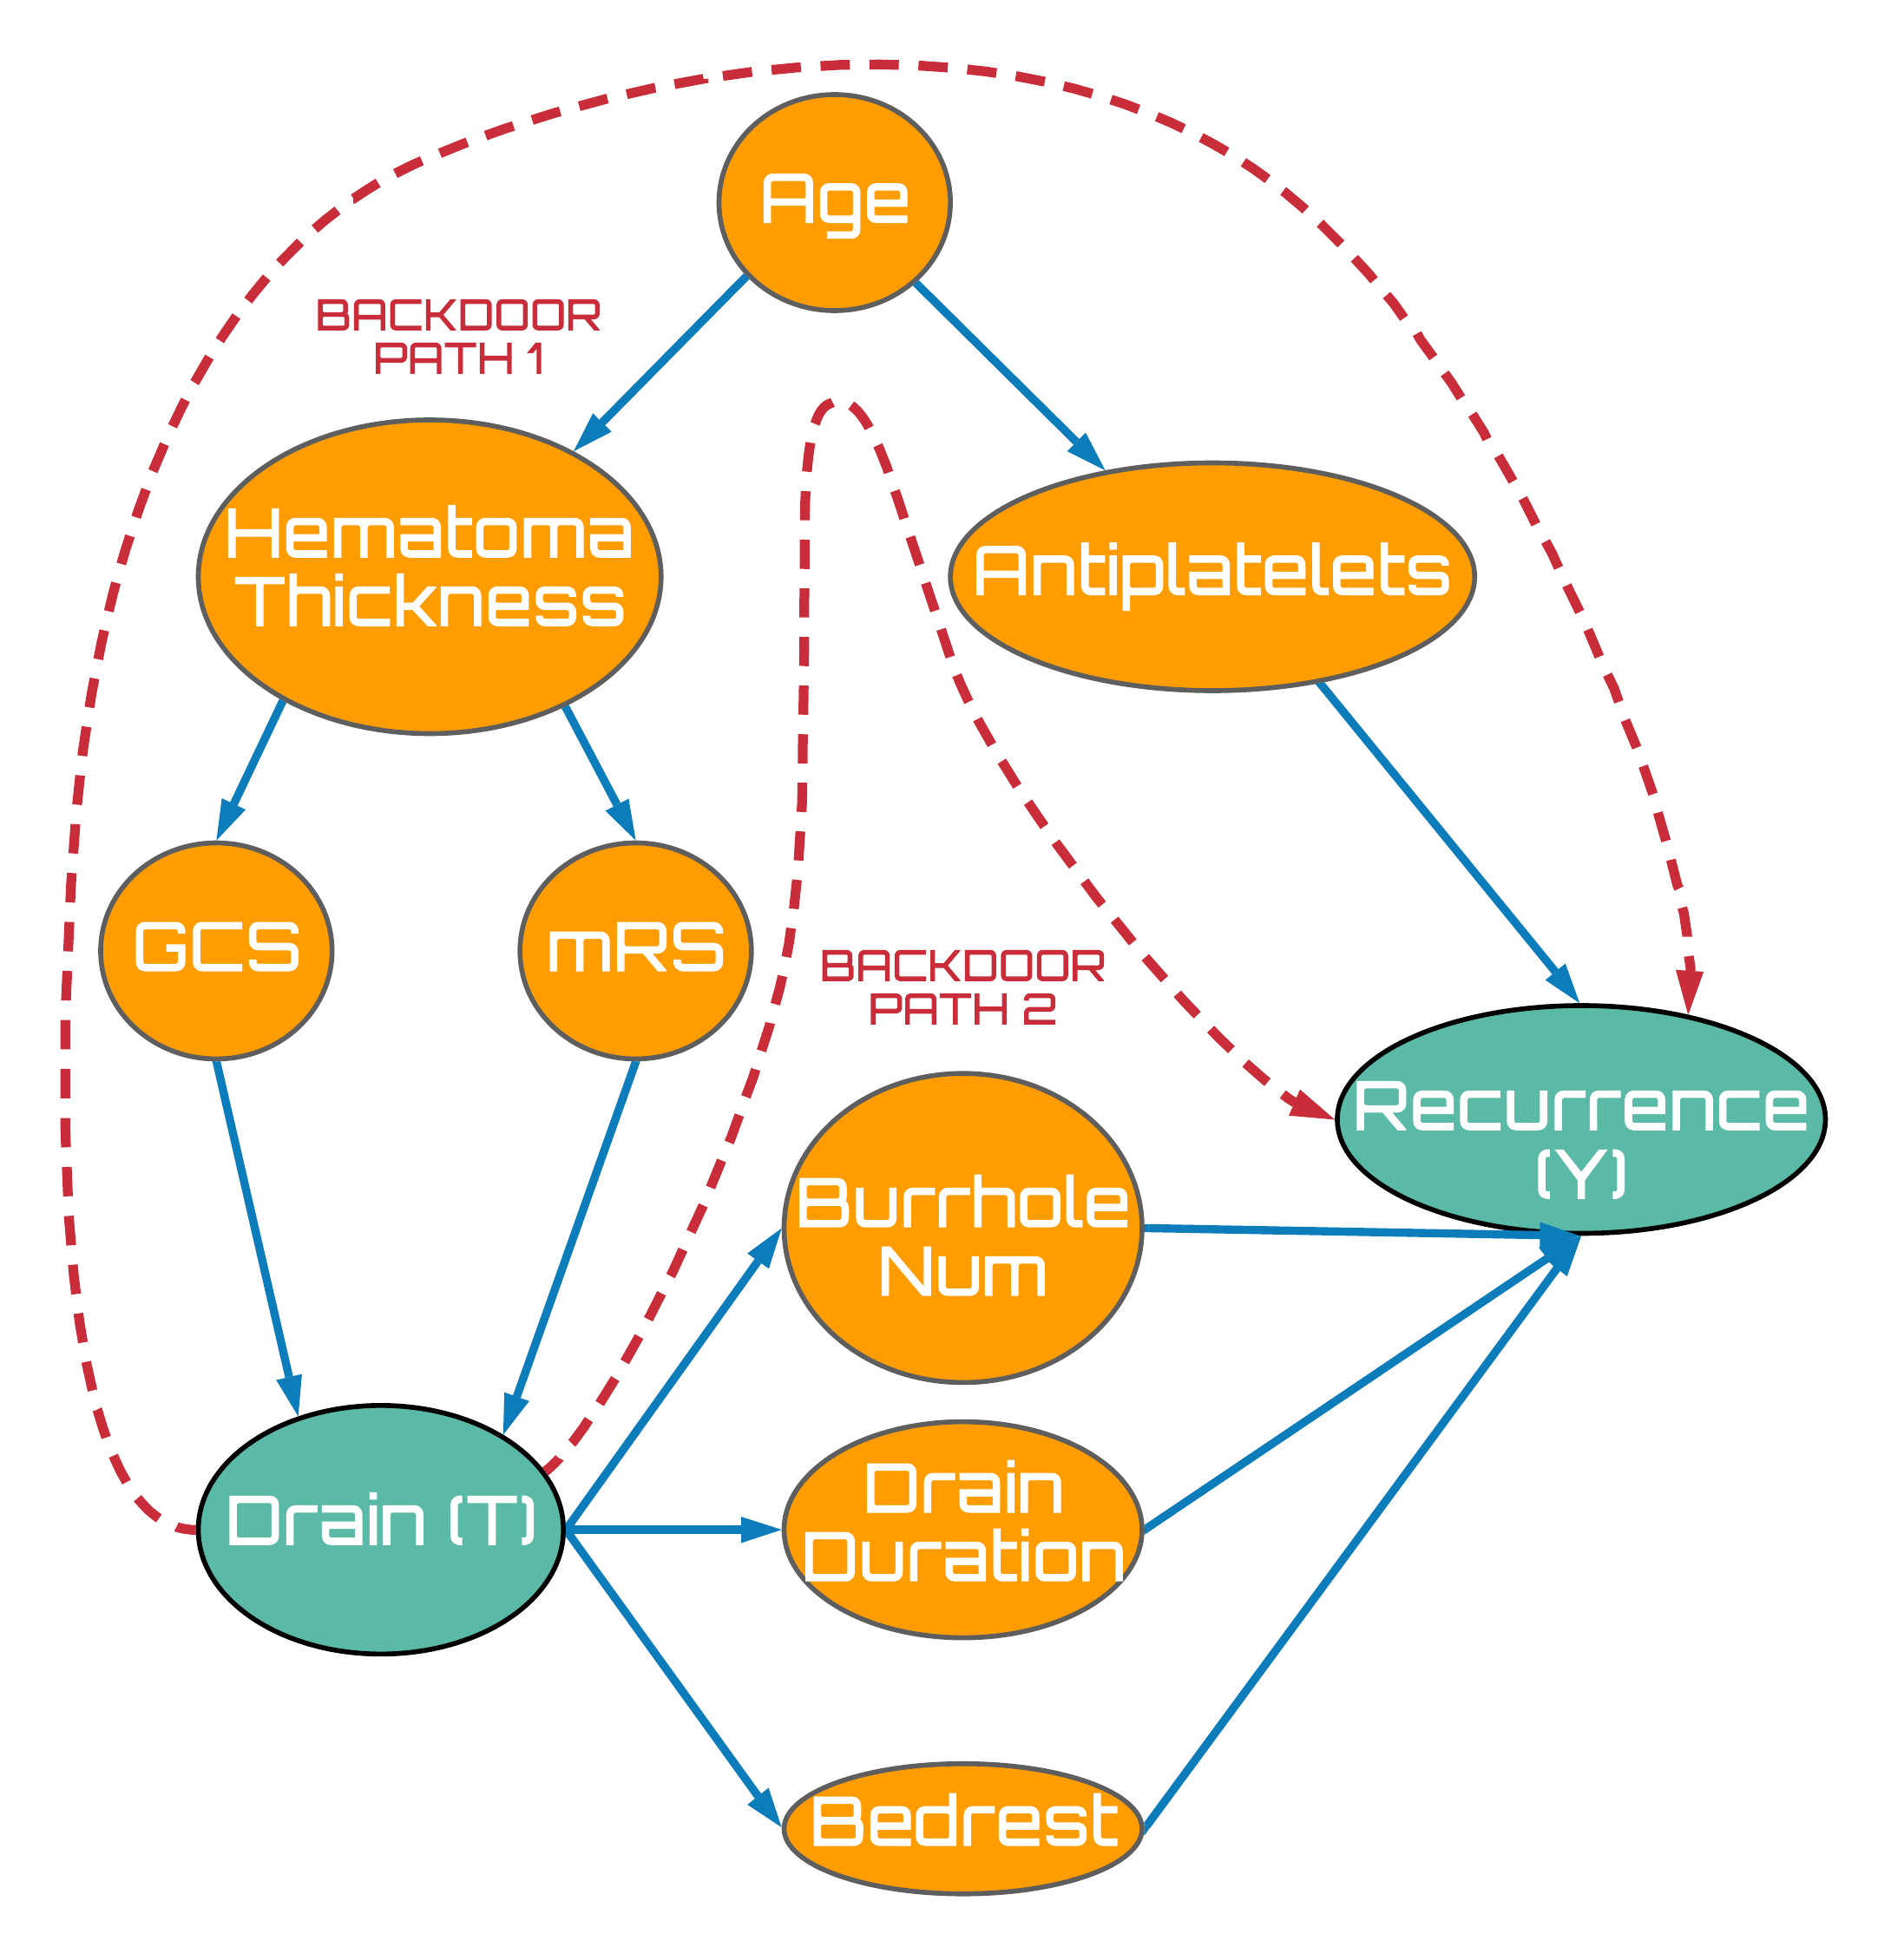 Age
BACKDOOR
PATH 1
Hematoma
Thickness
Antiplatelets
GCS
mRS
BACKDOOR
PATH 2
Recurrence
(Y)
Burrhole
Num
Drain (T)
Drain
Duration
Bedrest